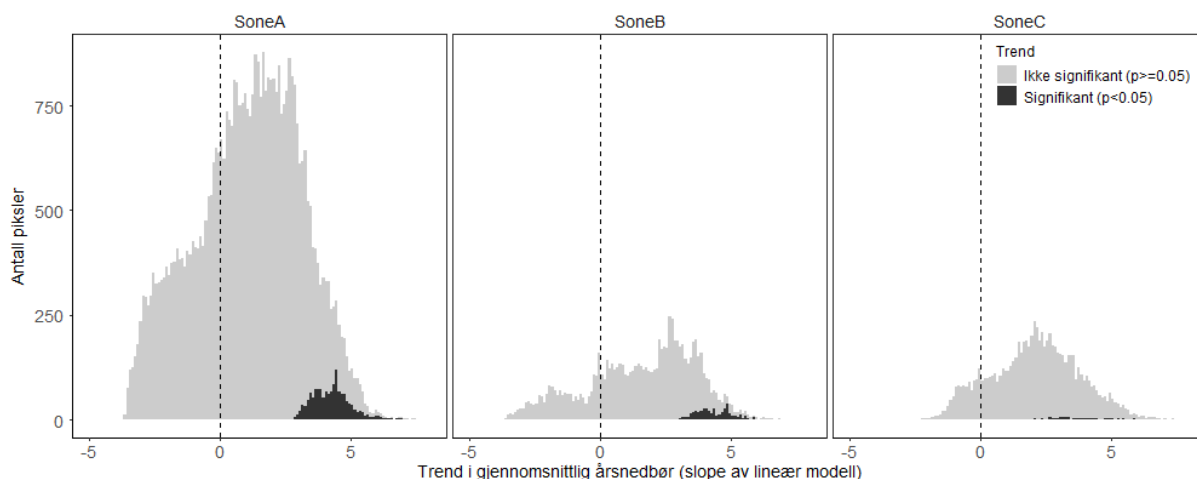 SoneA
SoneB
SoneC
Trend
Ikke signifikant (p>=0.05)
Signifikant (p<0.05)
Antall piksler
750
500
250
0
-5 0 5
-5 0 5
-5 0 5
Trend i gjennomsnittlig årsnedbør (slope av lineær modell)